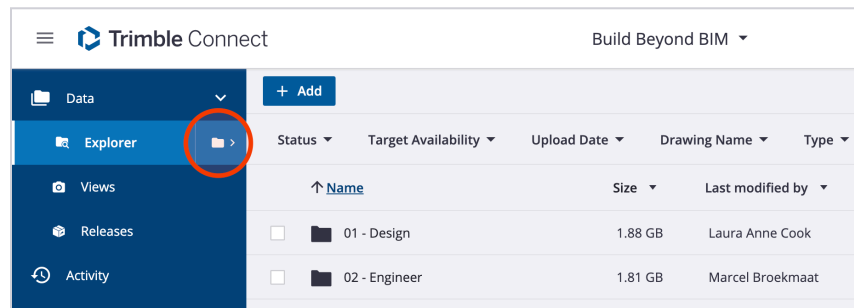 Trimble Connect
Build Beyond BIM
Data
+ Add
Explorer
Status
Target Availability
Upload Date
Drawing Name
Type
Views
Name
Size
Last modified by
Releases
01 - Design
1.88 GB
Laura Anne Cook
Activity
02 - Engineer
1.81 GB
Marcel Broekmaat